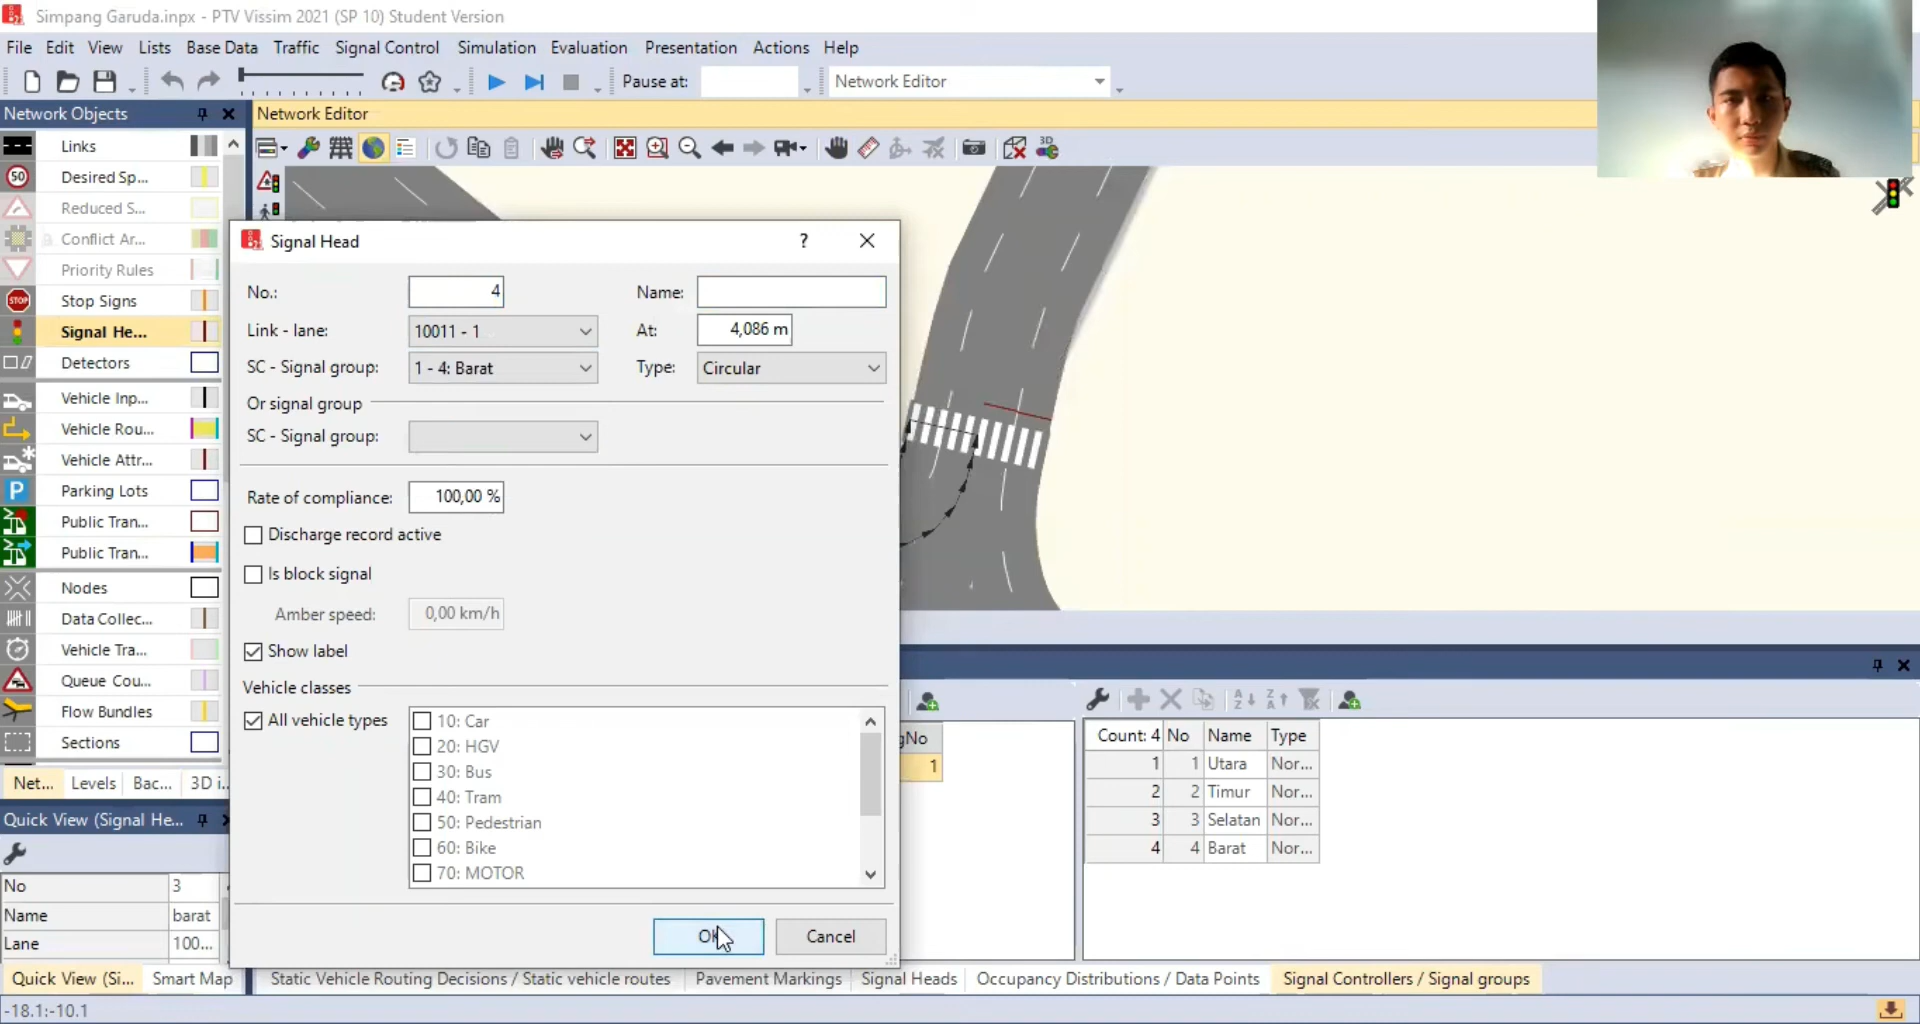 Simpang Garuda.inpx - PTV Vissim 2021 (SP 10) Student Version
File Edit View Lists Base Data Traffic Signal Control Simulation Evaluation Presentation Actions Help
Pause at: Network Editor
Network Objects
Network Editor
Links
50 Desired Sp...
Reduced S...
Conflict Ar...
Priority Rules
STOP Stop Signs
Signal He...
Detectors
Vehicle Inp...
Vehicle Rou...
Vehicle Attr...
P Parking Lots
Public Tran...
Public Tran...
Nodes
Data Collec...
Vehicle Tra...
Queue Cou...
Flow Bundles
Sections
Net... Levels Bac... 3D i...
Quick View (Signal He...
No 3
Name barat
Lane 100...
Quick View (Si... Smart Map
-18.1:-10.1
3D
Signal Head ?
No.: 4 Name:
Link - lane: 10011 - 1 At: 4,086 m
SC - Signal group: 1 - 4: Barat Type: Circular
Or signal group
SC - Signal group:
Rate of compliance: 100,00 %
Discharge record active
Is block signal
Amber speed: 0,00 km/h
Show label
Vehicle classes
All vehicle types
10: Car
20: HGV
30: Bus
40: Tram
50: Pedestrian
60: Bike
70: MOTOR
OK Cancel
gNo
1
Count: 4 No Name Type
1 1 Utara Nor...
2 2 Timur Nor...
3 3 Selatan Nor...
4 4 Barat Nor...
Static Vehicle Routing Decisions / Static vehicle routes Pavement Markings Signal Heads Occupancy Distributions / Data Points Signal Controllers / Signal groups